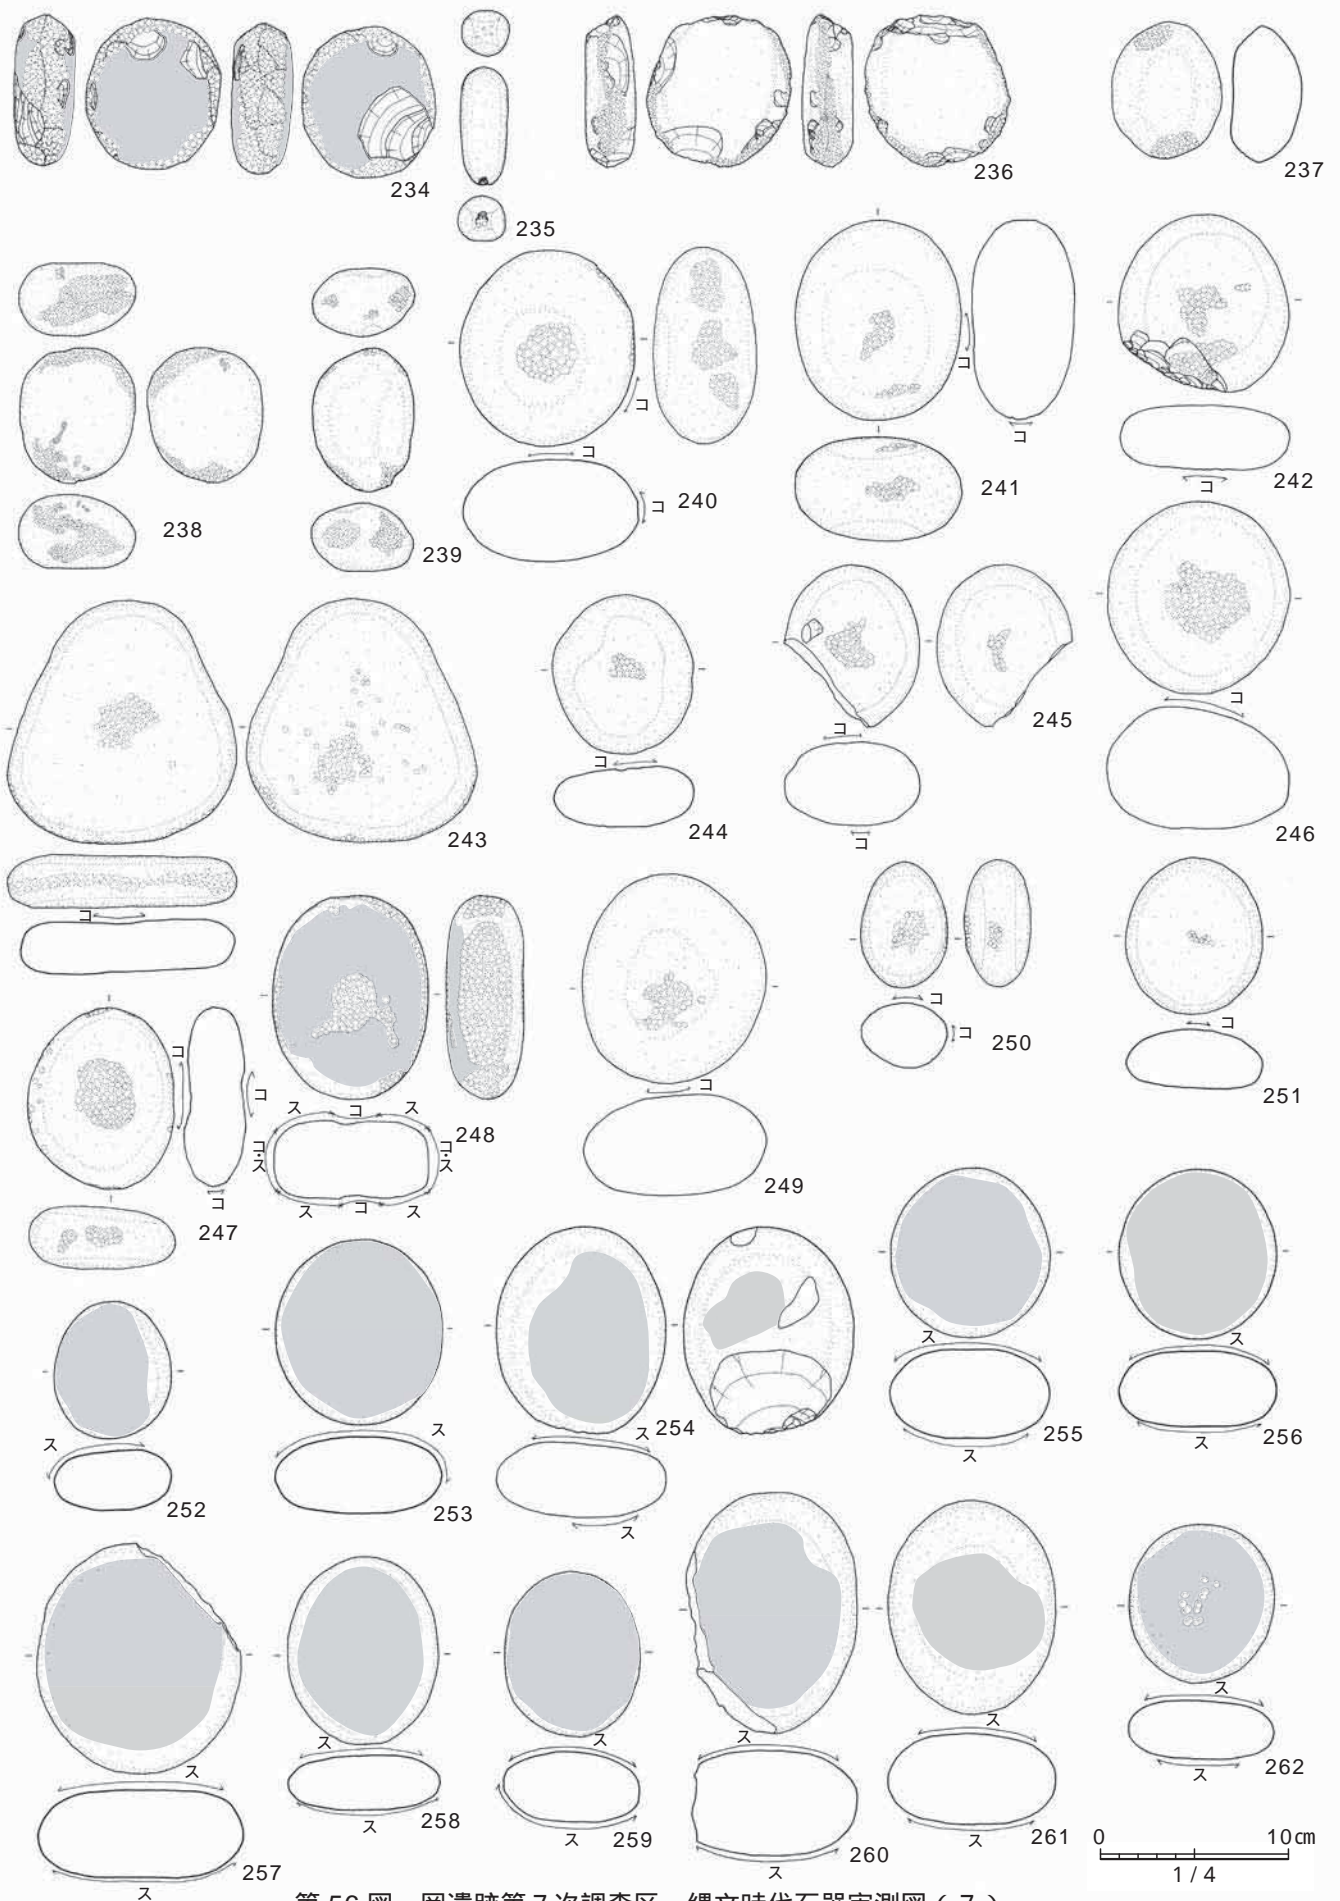 234
235
236
237
238
239
コ
コ
コ
240
コ
コ
241
コ
242
243
コ
コ
244
コ
コ
245
コ
246
コ
コ
コ
247
ス コ ス
コ・ス
コ・ス
ス コ ス
248
コ
249
コ
コ
250
コ
251
ス
252
ス
253
ス
ス
254
ス
ス
255
ス
ス
256
ス
ス
257
ス
ス
258
ス
ス
259
ス
ス
260
ス
ス
261
ス
ス
262
0 10cm
1/4
第56図 岡遺跡第7次調査区 縄文時代石器実測図(7)